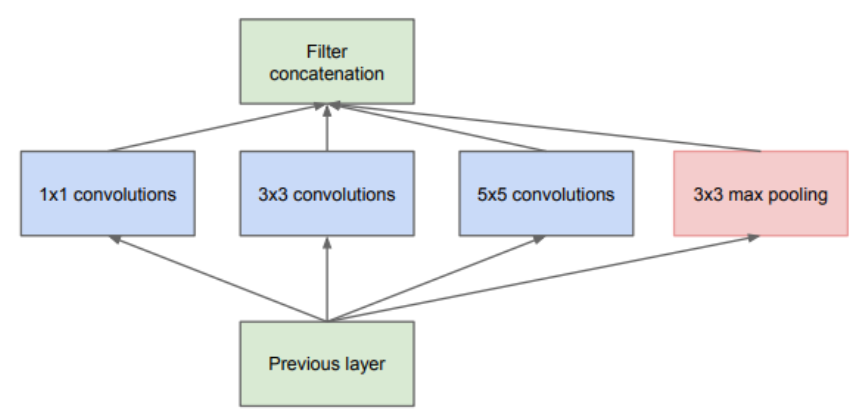 Filter
concatenation
1x1 convolutions
3x3 convolutions
5x5 convolutions
3x3 max pooling
Previous layer